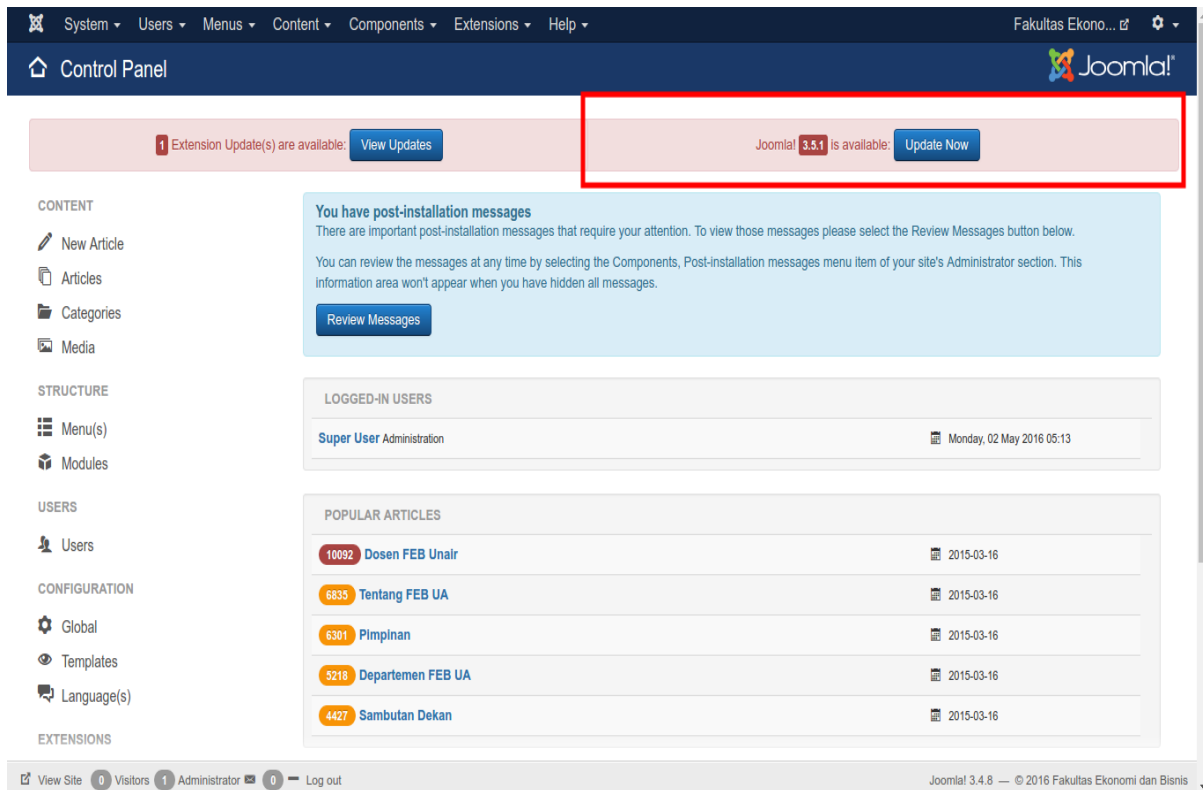 System Users Menus Content Components Extensions Help Fakultas Ekono...
Control Panel Joomla!
1 Extension Update(s) are available: View Updates Joomla! 3.5.1 is available: Update Now
CONTENT
New Article
Articles
Categories
Media
STRUCTURE
Menu(s)
Modules
USERS
Users
CONFIGURATION
Global
Templates
Language(s)
EXTENSIONS
You have post-installation messages
There are important post-installation messages that require your attention. To view those messages please select the Review Messages button below.
You can review the messages at any time by selecting the Components, Post-installation messages menu item of your site's Administrator section. This
information area won't appear when you have hidden all messages.
Review Messages
LOGGED-IN USERS
Super User Administration Monday, 02 May 2016 05:13
POPULAR ARTICLES
10092 Dosen FEB Unair 2015-03-16
6835 Tentang FEB UA 2015-03-16
6301 Pimpinan 2015-03-16
5218 Departemen FEB UA 2015-03-16
4427 Sambutan Dekan 2015-03-16
View Site 0 Visitors 1 Administrator 0 Log out Joomla! 3.4.8 — © 2016 Fakultas Ekonomi dan Bisnis